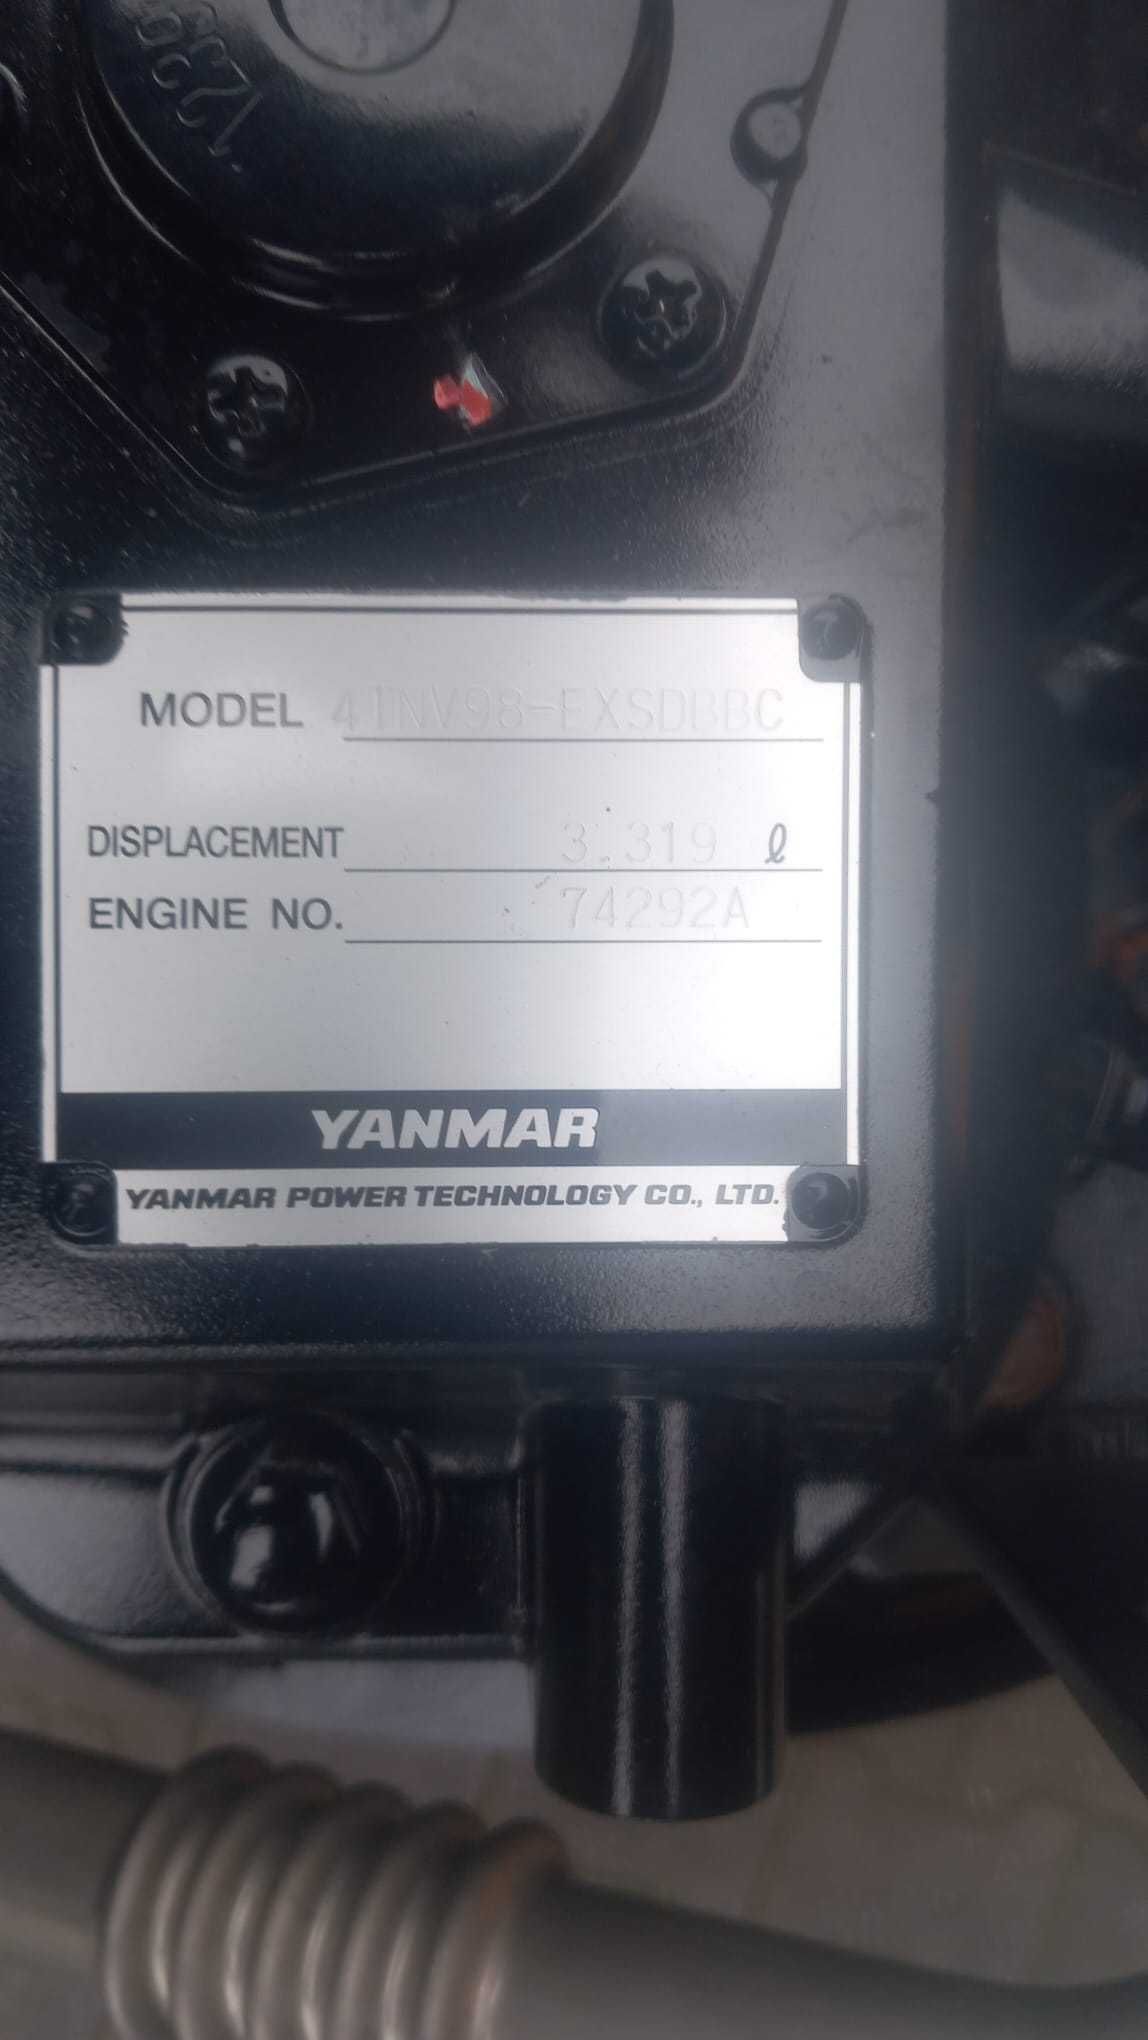 MODEL 4TNV98-EXSDBBC
DISPLACEMENT 3.319 ℓ
ENGINE NO. 74292A
YANMAR
YANMAR POWER TECHNOLOGY CO., LTD.